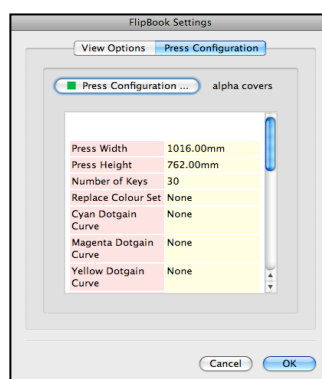 FlipBook Settings
View Options Press Configuration
Press Configuration ... alpha covers
Press Width 1016.00mm
Press Height 762.00mm
Number of Keys 30
Replace Colour Set None
Cyan Dotgain None
Curve
Magenta Dotgain None
Curve
Yellow Dotgain None
Curve
Cancel OK